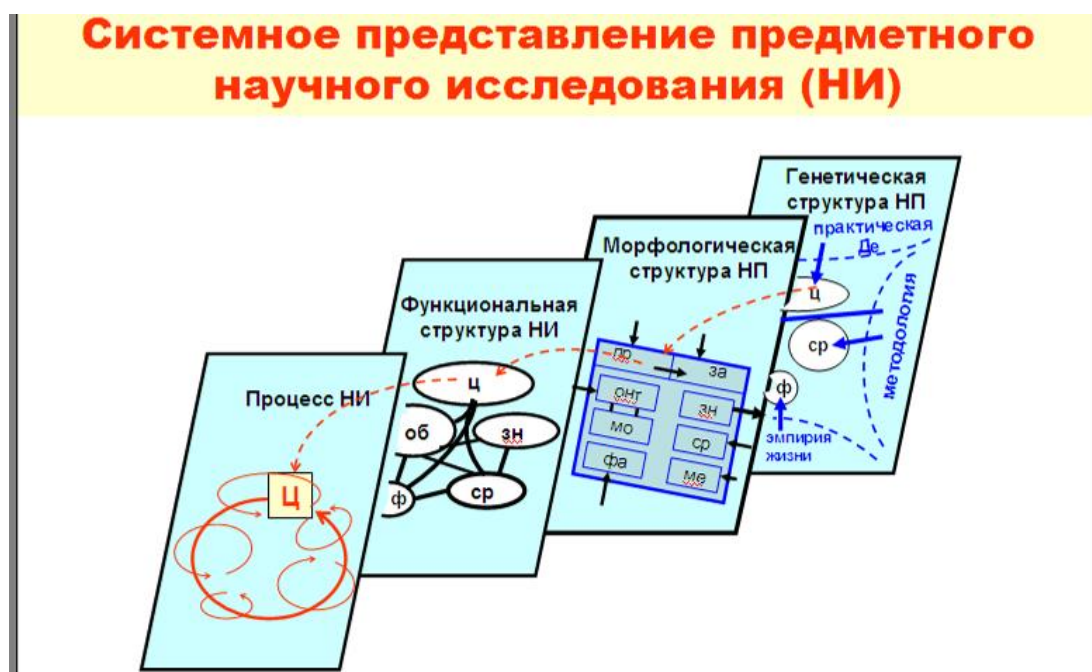 Системное представление предметного
научного исследования (НИ)
Генетическая
структура НП
практическая
Де
ц
ср
ф
методология
эмпирия
жизни
Морфологическая
структура НП
пр
за
онт
зн
мо
ср
фа
ме
Функциональная
структура НИ
ц
об
зн
ф
ср
Процесс НИ
Ц